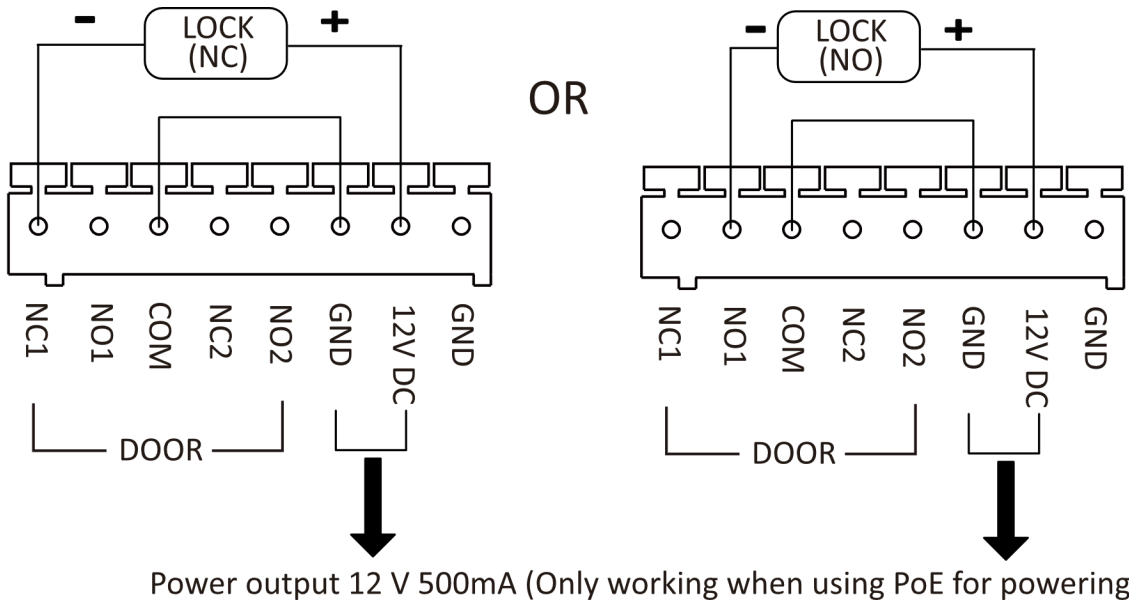 - LOCK +
(NC)
- LOCK +
(NO)
OR
NC1 NO1 COM NC2 NO2 GND 12V DC GND
NC1 NO1 COM NC2 NO2 GND 12V DC GND
DOOR
DOOR
Power output 12 V 500mA (Only working when using PoE for powering